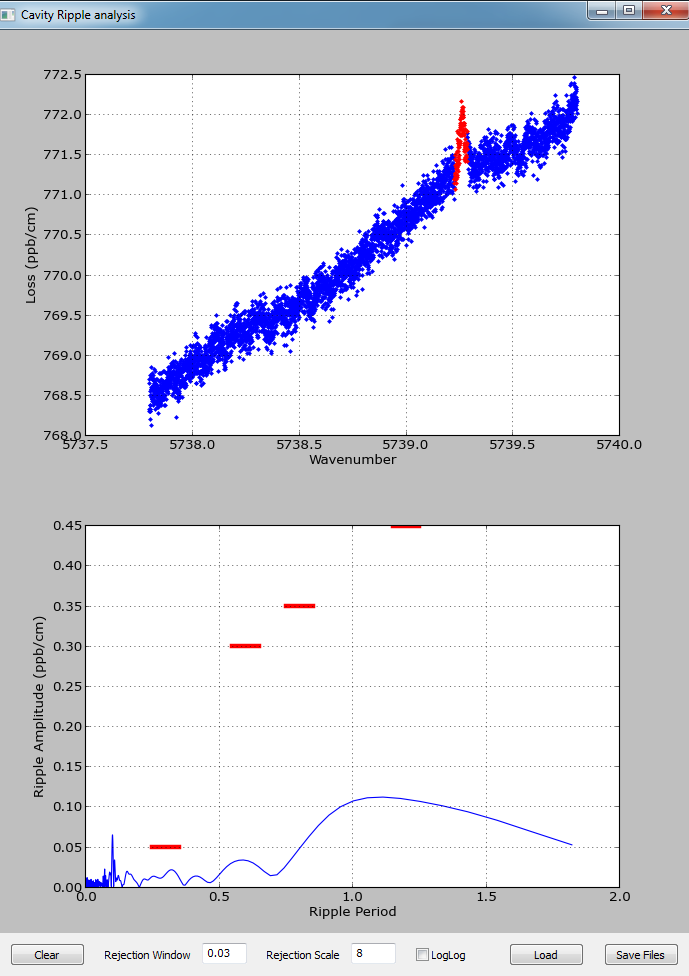 Cavity Ripple analysis
772.5
772.0
771.5
771.0
770.5
770.0
769.5
769.0
768.5
768.0
Loss (ppb/cm)
5737.5 5738.0 5738.5 5739.0 5739.5 5740.0
Wavenumber
0.45
0.40
0.35
0.30
0.25
0.20
0.15
0.10
0.05
0.00
Ripple Amplitude (ppb/cm)
0.0 0.5 1.0 1.5 2.0
Ripple Period
Clear Rejection Window 0.03 Rejection Scale 8 LogLog Load Save Files